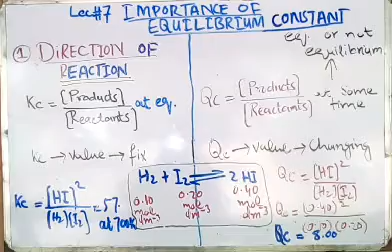 Lec#7 IMPORTANCE OF
EQUILIBRIUM CONSTANT
① DIRECTION OF
REACTION
Kc = [Products] / [Reactants] at eq.
kc → value → fix
Kc = [HI]² / [H₂][I₂] = 57
at 700K
eq. or not
equilibrium.
Qc = [Products] / [Reactants] at some
time
Qc → value → Changing
H₂ + I₂ ⇌ 2 HI
0.10 0.20 0.40
mol mol mol
dm-3 dm-3 dm-3
Qc = [HI]² / [H₂][I₂]
Qc = (0.40)² / (0.10)(0.20)
Qc = 8.00